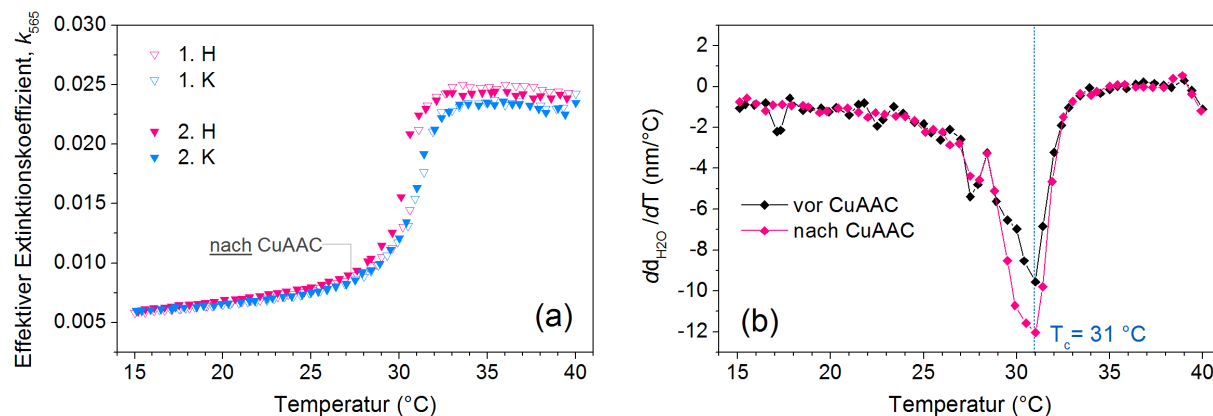 Effektiver Extinktionskoeffizient, k565
0.030
0.025
0.020
0.015
0.010
0.005
1. H
1. K
2. H
2. K
nach CuAAC
(a)
15 20 25 30 35 40
Temperatur (°C)
dd_H2O /dT (nm/°C)
2
0
-2
-4
-6
-8
-10
-12
vor CuAAC
nach CuAAC
(b)
Tc = 31 °C
15 20 25 30 35 40
Temperatur (°C)